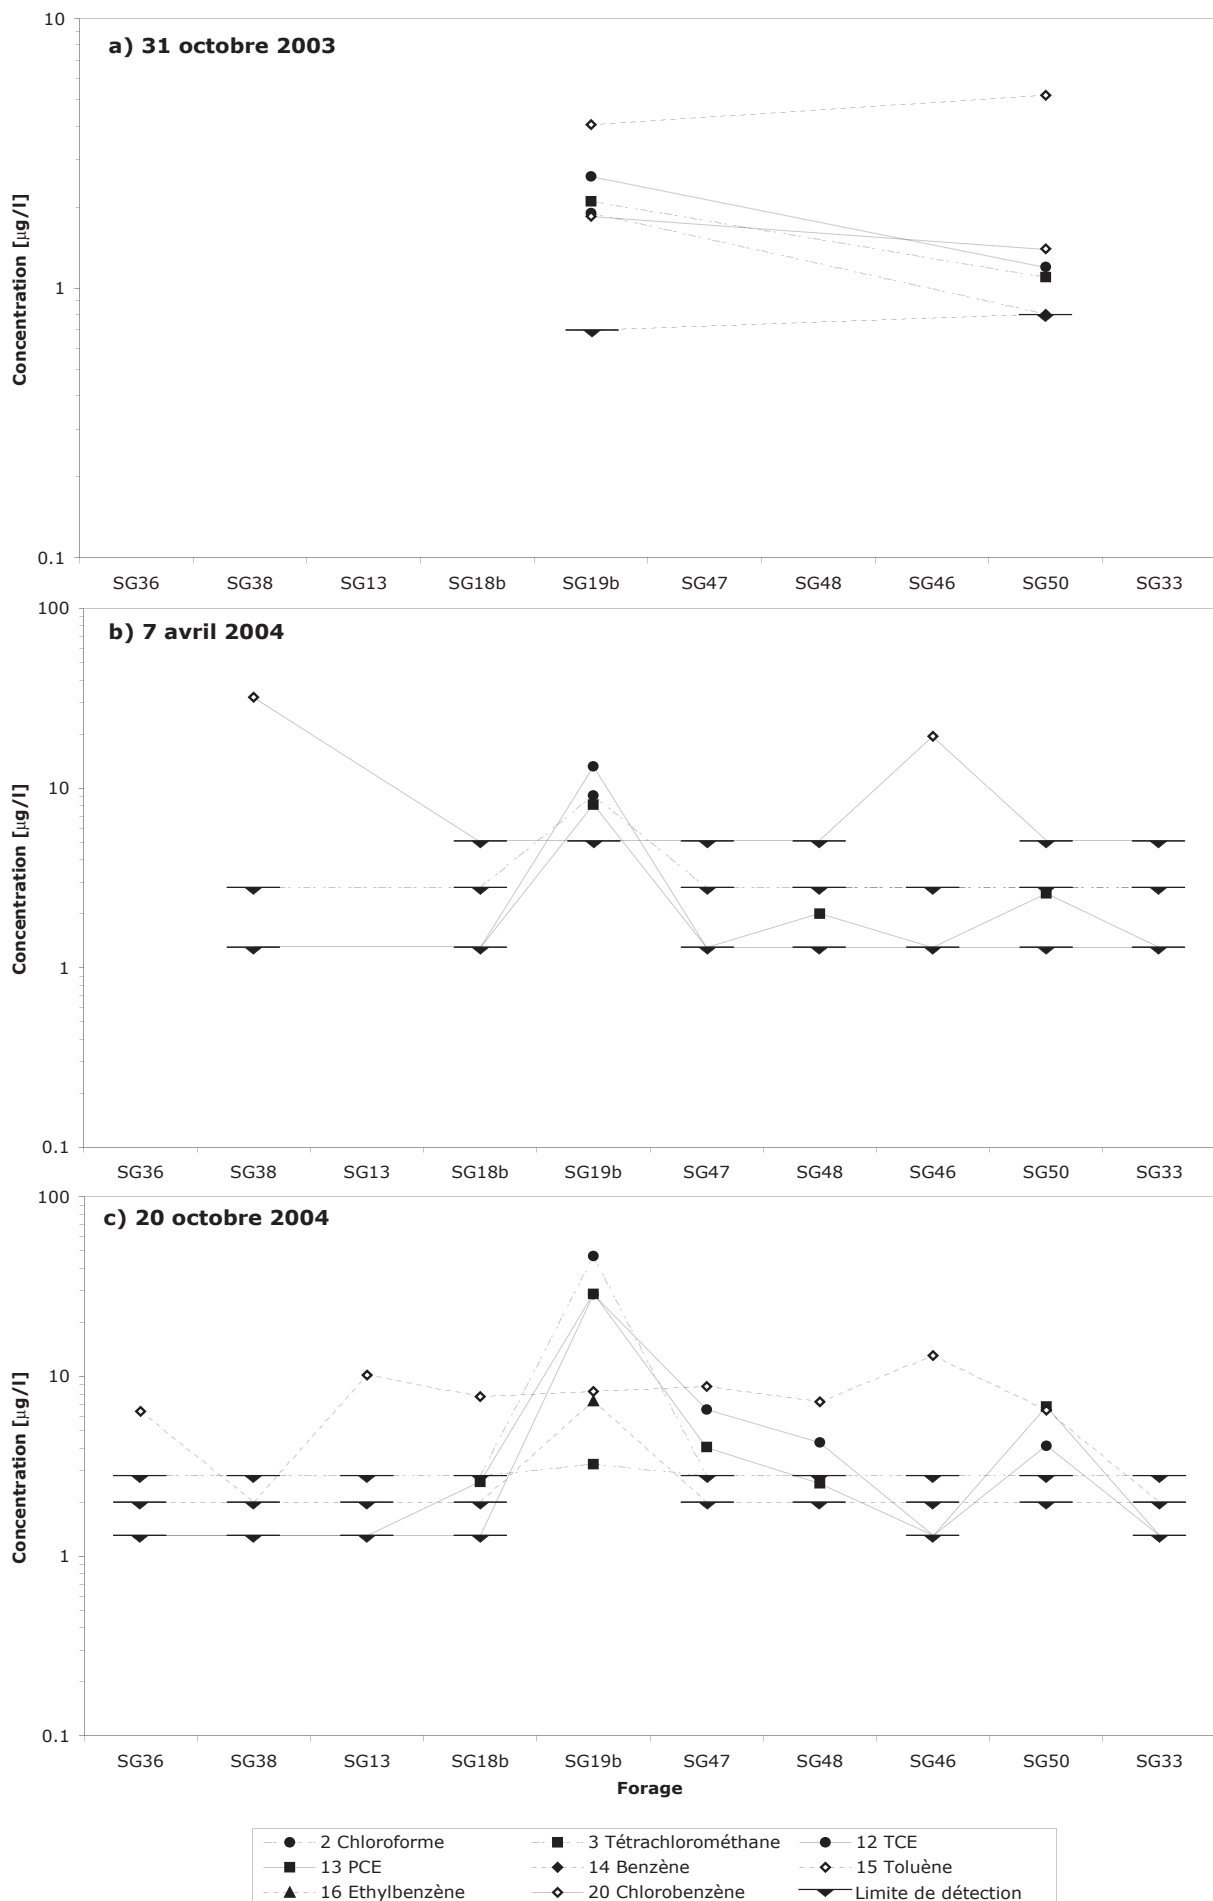 10
a) 31 octobre 2003
Concentration [µg/l]
1
0.1
SG36 SG38 SG13 SG18b SG19b SG47 SG48 SG46 SG50 SG33
100
b) 7 avril 2004
10
Concentration [µg/l]
1
0.1
SG36 SG38 SG13 SG18b SG19b SG47 SG48 SG46 SG50 SG33
100
c) 20 octobre 2004
10
Concentration [µg/l]
1
0.1
SG36 SG38 SG13 SG18b SG19b SG47 SG48 SG46 SG50 SG33
Forage
2 Chloroforme 3 Tétrachlorométhane 12 TCE
13 PCE 14 Benzène 15 Toluène
16 Ethylbenzène 20 Chlorobenzène Limite de détection